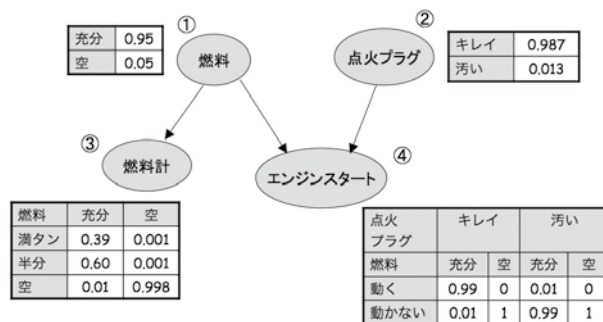 ①
充分 0.95
空 0.05
燃料
②
点火プラグ
キレイ 0.987
汚い 0.013
③
燃料計
④
エンジンスタート
燃料 充分 空
満タン 0.39 0.001
半分 0.60 0.001
空 0.01 0.998
点火
プラグ
キレイ 汚い
燃料 充分 空 充分 空
動く 0.99 0 0.01 0
動かない 0.01 1 0.99 1